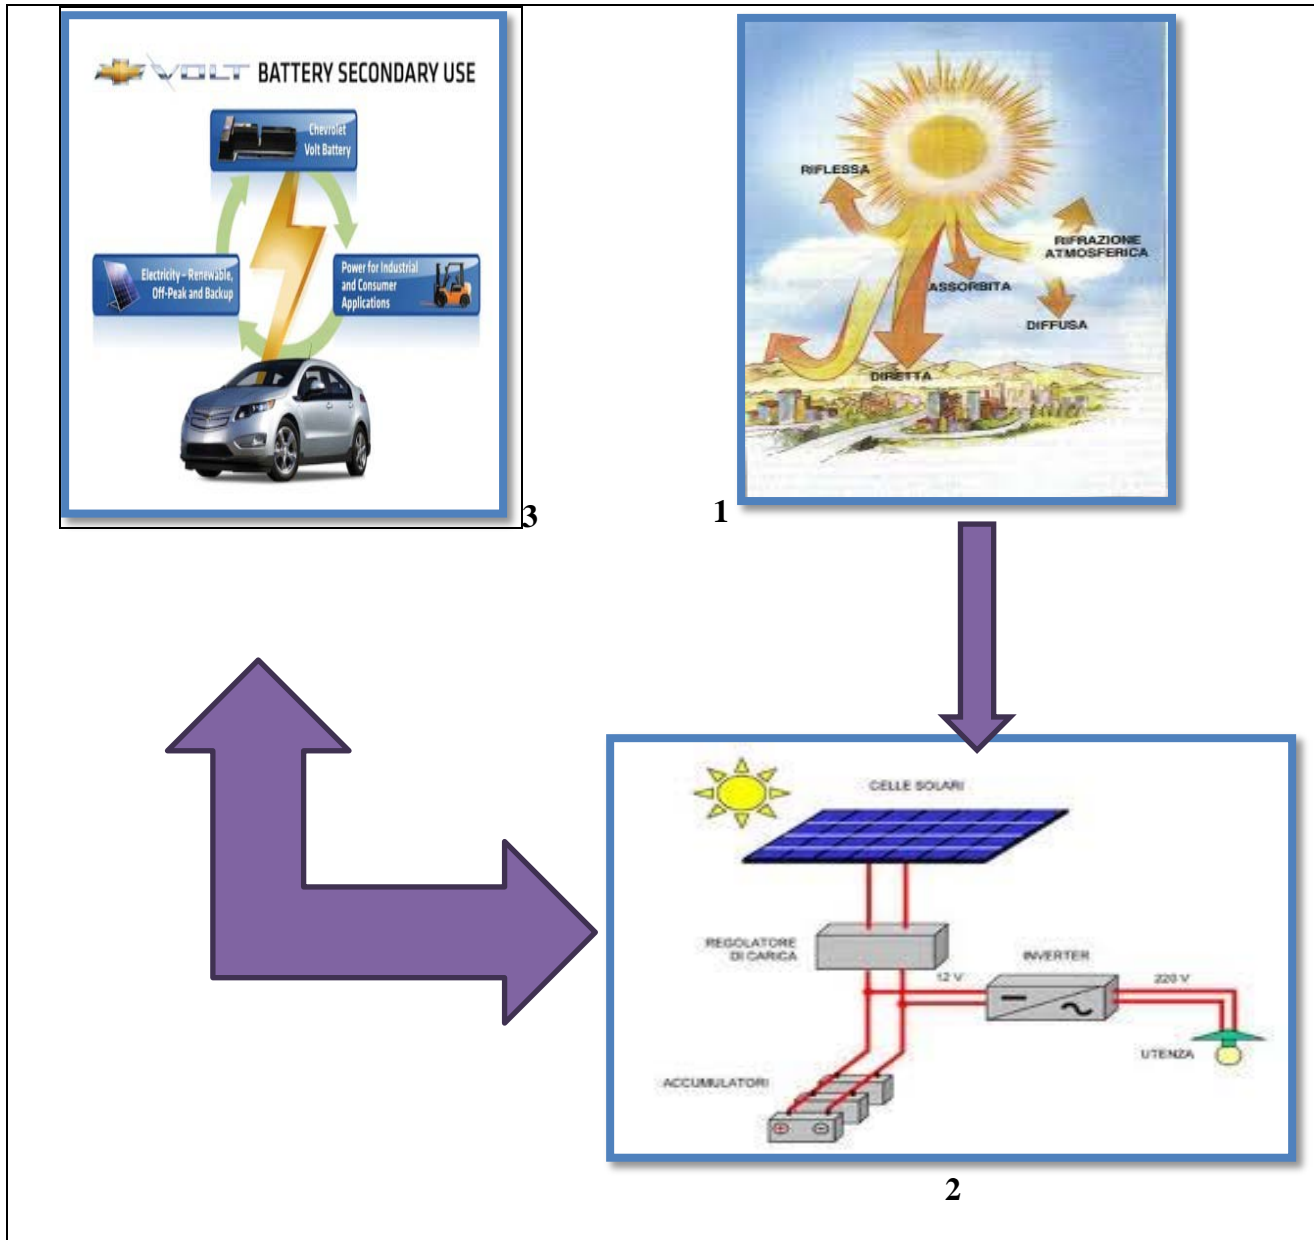 VOLT BATTERY SECONDARY USE
Chevrolet
Volt Battery
Electricity – Renewable,
Off-Peak and Backup
Power for Industrial
and Consumer
Applications
3
RIFLESSA
RIFRAZIONE
ATMOSFERICA
ASSORBITA
DIFFUSA
DIRETTA
1
CELLE SOLARI
REGOLATORE
DI CARICA
INVERTER
12 V
220 V
UTENZA
ACCUMULATORI
2